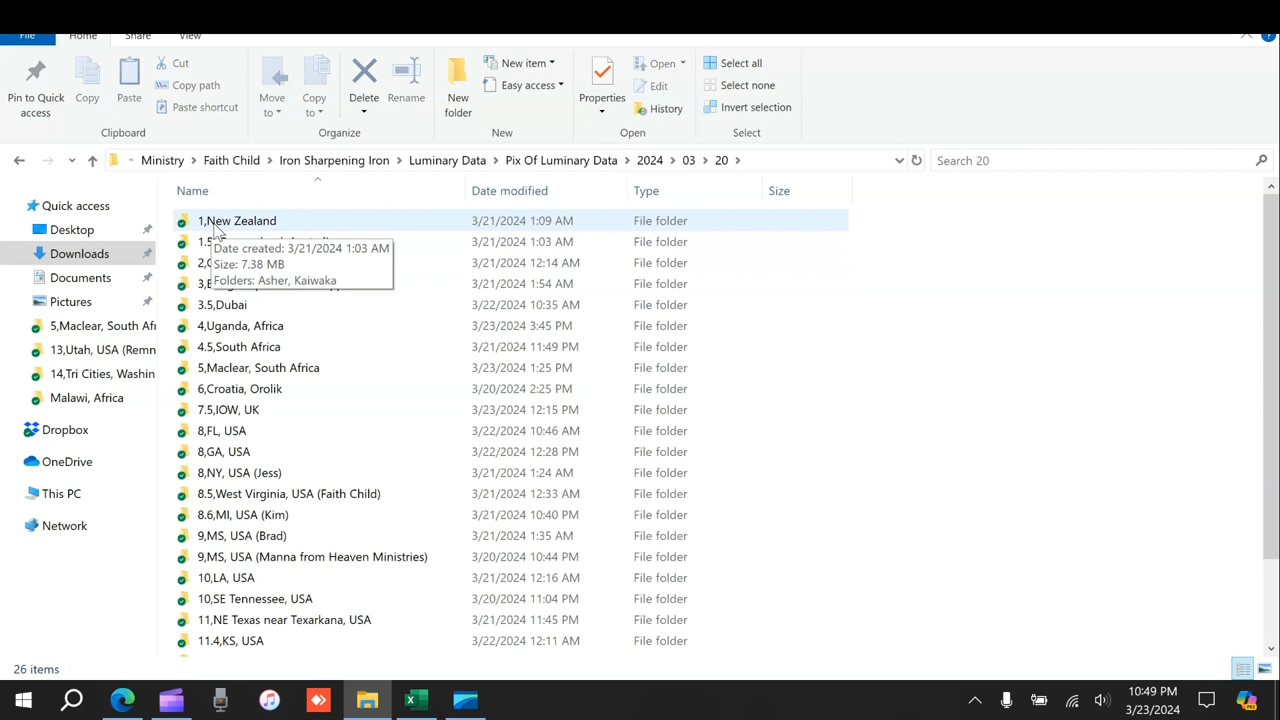 File Home Share View
Pin to Quick access
Copy
Paste
Cut
Copy path
Paste shortcut
Clipboard
Move to
Copy to
Delete
Rename
Organize
New folder
New item
Easy access
New
Properties
Open
Edit
History
Open
Select all
Select none
Invert selection
Select
Ministry > Faith Child > Iron Sharpening Iron > Luminary Data > Pix Of Luminary Data > 2024 > 03 > 20 >
Search 20
Name Date modified Type Size
Quick access
Desktop
Downloads
Documents
Pictures
5,Maclear, South Afr
13,Utah, USA (Remn
14,Tri Cities, Washin
Malawi, Africa
Dropbox
OneDrive
This PC
Network
1,New Zealand 3/21/2024 1:09 AM File folder
3/21/2024 1:03 AM File folder
Date created: 3/21/2024 1:03 AM
Size: 7.38 MB
Folders: Asher, Kaiwaka
3/21/2024 12:14 AM File folder
3/21/2024 1:54 AM File folder
3.5,Dubai 3/22/2024 10:35 AM File folder
4,Uganda, Africa 3/23/2024 3:45 PM File folder
4.5,South Africa 3/21/2024 11:49 PM File folder
5,Maclear, South Africa 3/23/2024 1:25 PM File folder
6,Croatia, Orolik 3/20/2024 2:25 PM File folder
7.5,IOW, UK 3/23/2024 12:15 PM File folder
8,FL, USA 3/22/2024 10:46 AM File folder
8,GA, USA 3/22/2024 12:28 PM File folder
8,NY, USA (Jess) 3/21/2024 1:24 AM File folder
8.5,West Virginia, USA (Faith Child) 3/21/2024 12:33 AM File folder
8.6,MI, USA (Kim) 3/21/2024 10:40 PM File folder
9,MS, USA (Brad) 3/21/2024 1:35 AM File folder
9,MS, USA (Manna from Heaven Ministries) 3/20/2024 10:44 PM File folder
10,LA, USA 3/21/2024 12:16 AM File folder
10,SE Tennessee, USA 3/20/2024 11:04 PM File folder
11,NE Texas near Texarkana, USA 3/21/2024 11:45 PM File folder
11.4,KS, USA 3/22/2024 12:11 AM File folder
26 items
10:49 PM
3/23/2024